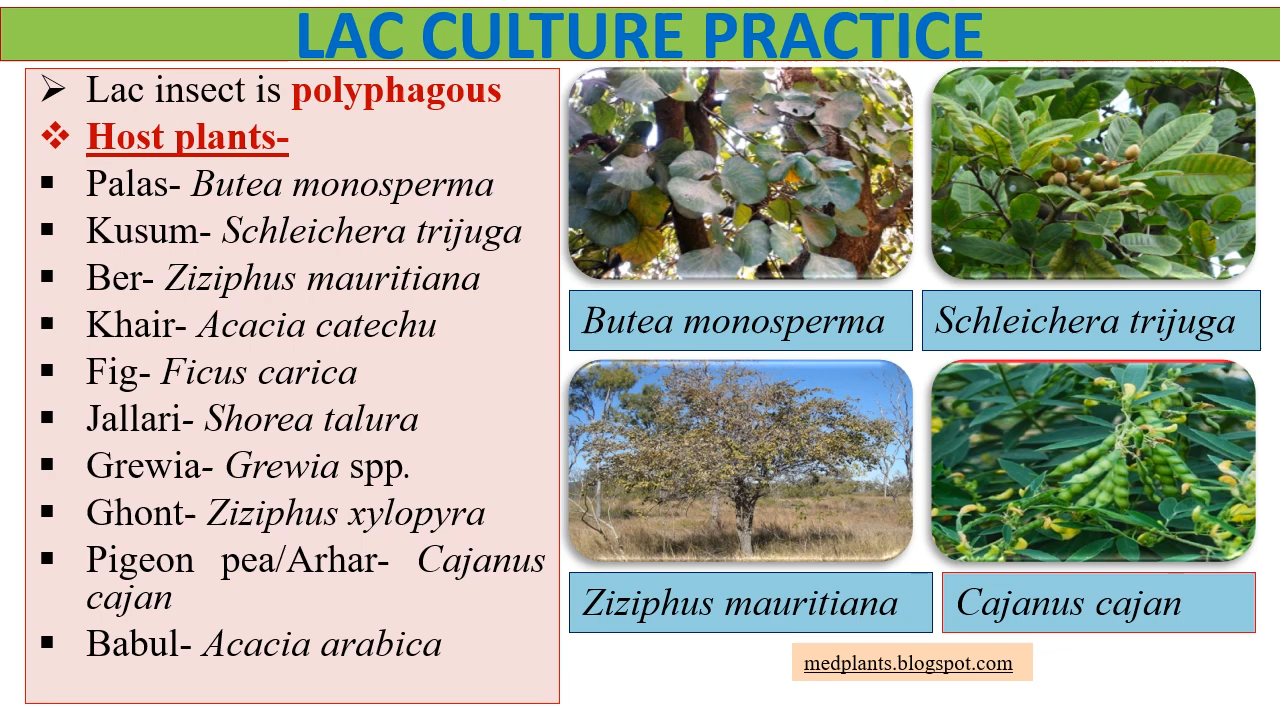 LAC CULTURE PRACTICE
Lac insect is polyphagous
Host plants-
Palas- Butea monosperma
Kusum- Schleichera trijuga
Ber- Ziziphus mauritiana
Khair- Acacia catechu
Fig- Ficus carica
Jallari- Shorea talura
Grewia- Grewia spp.
Ghont- Ziziphus xylopyra
Pigeon pea/Arhar- Cajanus
cajan
Babul- Acacia arabica
Butea monosperma
Schleichera trijuga
Ziziphus mauritiana
Cajanus cajan
medplants.blogspot.com